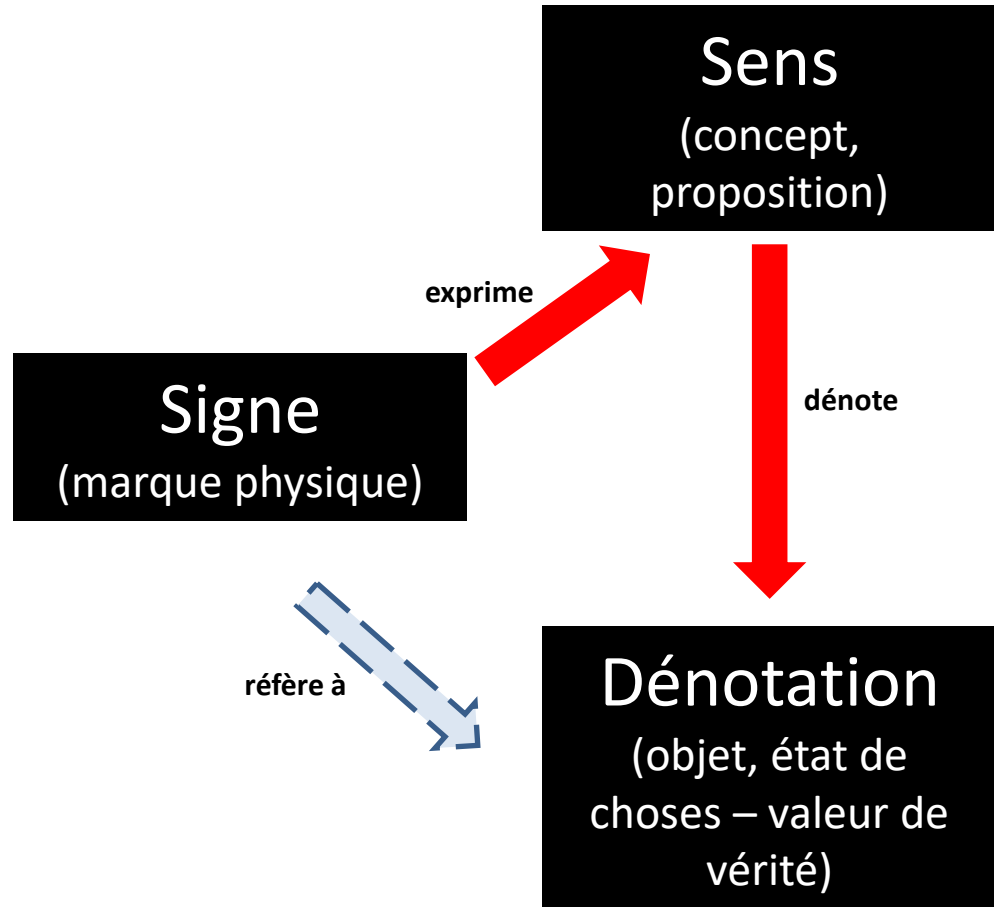 Sens
(concept,
proposition)
exprime
Signe
(marque physique)
dénote
réfère à
Dénotation
(objet, état de
choses – valeur de
vérité)